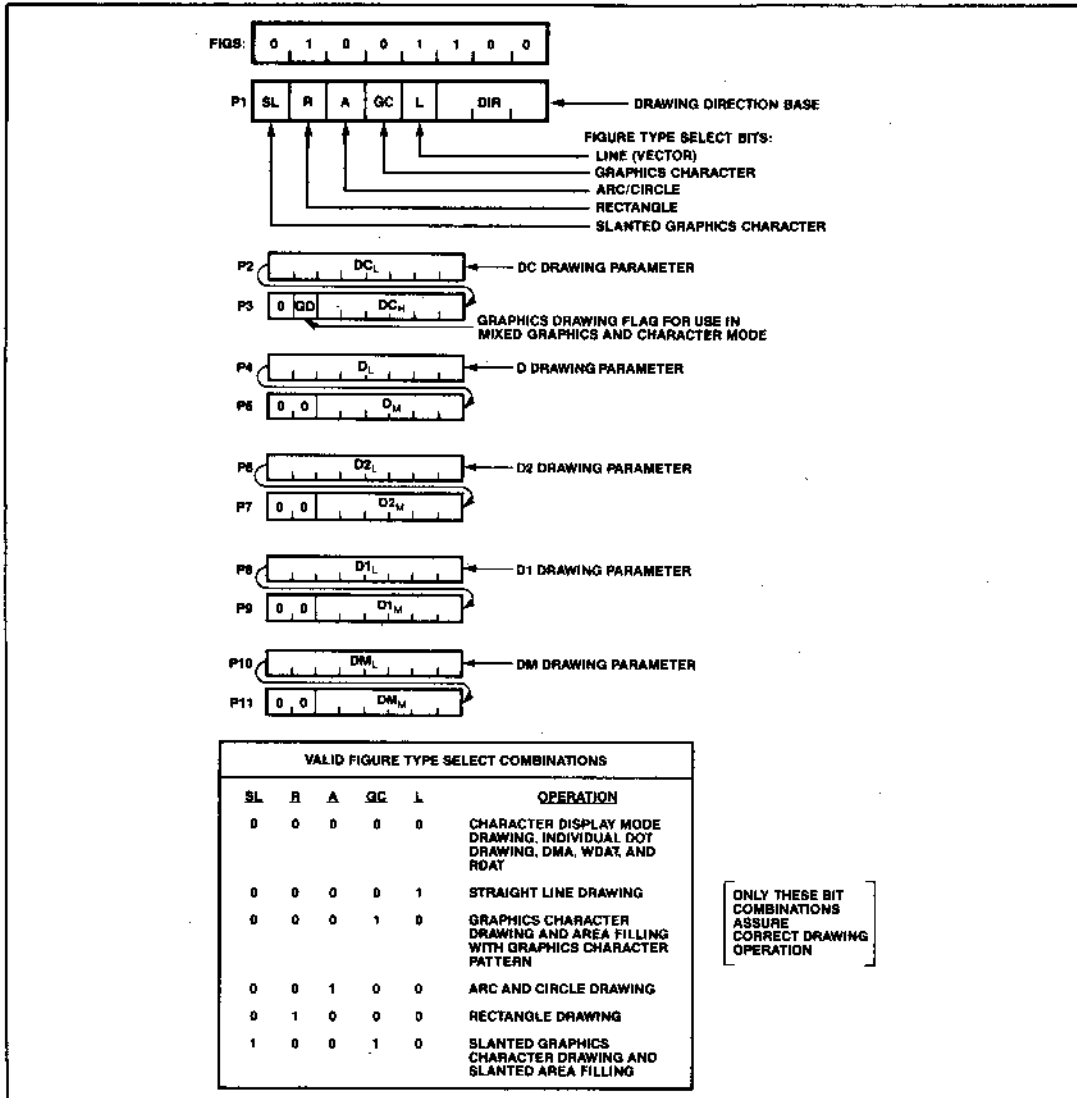 FIGS: 0 1 0 0 1 1 0 0
P1 SL R A GC L DIR DRAWING DIRECTION BASE
FIGURE TYPE SELECT BITS:
LINE (VECTOR)
GRAPHICS CHARACTER
ARC/CIRCLE
RECTANGLE
SLANTED GRAPHICS CHARACTER
P2 DCL DC DRAWING PARAMETER
P3 0 GD DCH
GRAPHICS DRAWING FLAG FOR USE IN
MIXED GRAPHICS AND CHARACTER MODE
P4 DL D DRAWING PARAMETER
P5 0 0 DM
P6 D2L D2 DRAWING PARAMETER
P7 0 0 D2M
P8 D1L D1 DRAWING PARAMETER
P9 0 0 D1M
P10 DML DM DRAWING PARAMETER
P11 0 0 DMM
VALID FIGURE TYPE SELECT COMBINATIONS
SL R A GC L OPERATION
0 0 0 0 0 CHARACTER DISPLAY MODE
DRAWING, INDIVIDUAL DOT
DRAWING, DMA, WDAT, AND
RDAT
0 0 0 0 1 STRAIGHT LINE DRAWING
0 0 0 1 0 GRAPHICS CHARACTER
DRAWING AND AREA FILLING
WITH GRAPHICS CHARACTER
PATTERN
0 0 1 0 0 ARC AND CIRCLE DRAWING
0 1 0 0 0 RECTANGLE DRAWING
1 0 0 1 0 SLANTED GRAPHICS
CHARACTER DRAWING AND
SLANTED AREA FILLING
ONLY THESE BIT
COMBINATIONS
ASSURE
CORRECT DRAWING
OPERATION